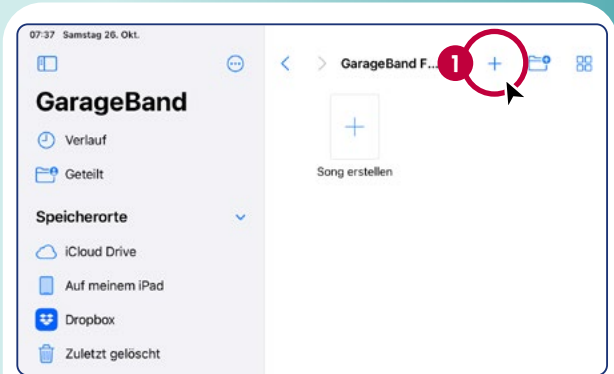 07:37 Samstag 26. Okt.
GarageBand F...
1
GarageBand
Verlauf
Geteilt
Speicherorte
iCloud Drive
Auf meinem iPad
Dropbox
Zuletzt gelöscht
Song erstellen